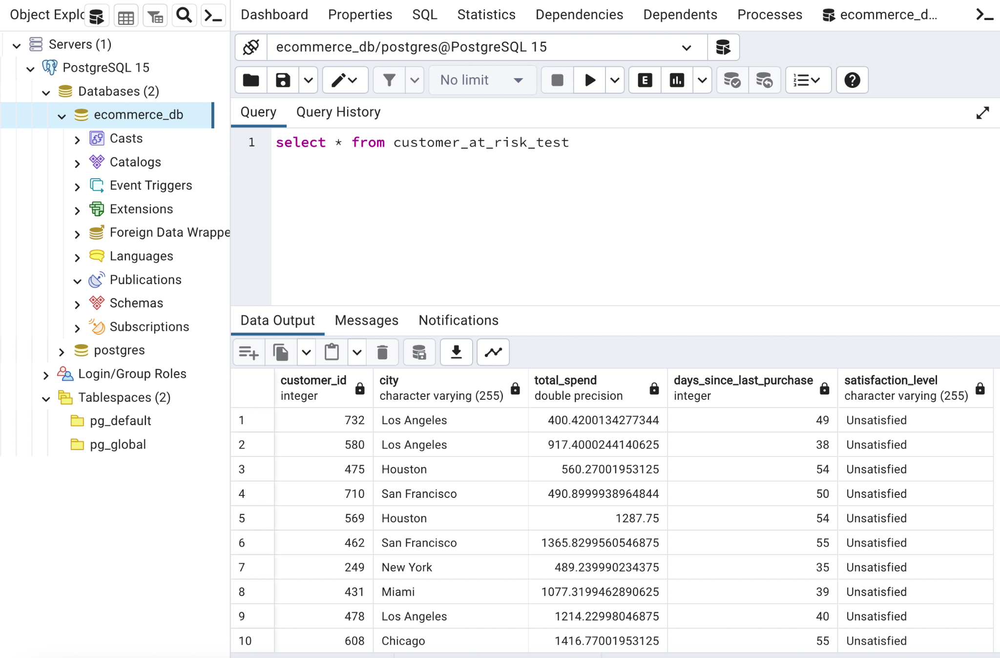 Object Explo
Dashboard Properties SQL Statistics Dependencies Dependents Processes ecommerce_d...
Servers (1)
PostgreSQL 15
Databases (2)
ecommerce_db
Casts
Catalogs
Event Triggers
Extensions
Foreign Data Wrappe
Languages
Publications
Schemas
Subscriptions
postgres
Login/Group Roles
Tablespaces (2)
pg_default
pg_global
ecommerce_db/postgres@PostgreSQL 15
No limit E
Query Query History
1 select * from customer_at_risk_test
Data Output Messages Notifications
customer_id city total_spend days_since_last_purchase satisfaction_level
integer character varying (255) double precision integer character varying (255)
1 732 Los Angeles 400.4200134277344 49 Unsatisfied
2 580 Los Angeles 917.4000244140625 38 Unsatisfied
3 475 Houston 560.27001953125 54 Unsatisfied
4 710 San Francisco 490.8999938964844 50 Unsatisfied
5 569 Houston 1287.75 54 Unsatisfied
6 462 San Francisco 1365.8299560546875 55 Unsatisfied
7 249 New York 489.239990234375 35 Unsatisfied
8 431 Miami 1077.3199462890625 39 Unsatisfied
9 478 Los Angeles 1214.22998046875 40 Unsatisfied
10 608 Chicago 1416.77001953125 55 Unsatisfied